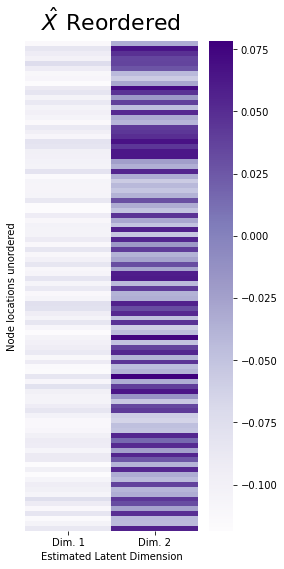 X̂ Reordered
Node locations unordered
Dim. 1
Dim. 2
Estimated Latent Dimension
0.075
0.050
0.025
0.000
−0.025
−0.050
−0.075
−0.100